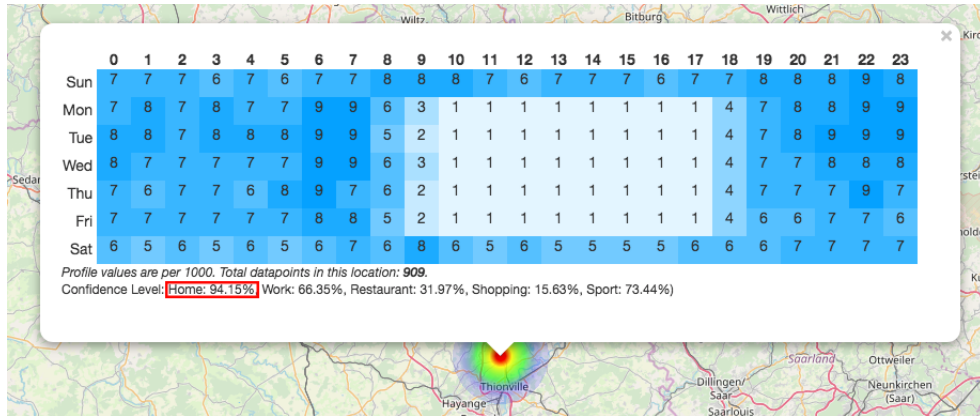 Wiltz
Bitburg
Wittlich
×
Kirc
0 1 2 3 4 5 6 7 8 9 10 11 12 13 14 15 16 17 18 19 20 21 22 23
Sun 7 7 7 6 7 6 7 7 8 8 8 7 6 7 7 7 6 7 7 8 8 8 9 8
Mon 7 8 7 8 7 7 9 9 6 3 1 1 1 1 1 1 1 1 4 7 8 8 9 9
Tue 8 8 7 8 8 8 9 9 5 2 1 1 1 1 1 1 1 1 4 7 8 9 9 9
Wed 8 7 7 7 7 7 9 9 6 3 1 1 1 1 1 1 1 1 4 7 7 8 8 8
Thu 7 6 7 7 6 8 9 7 6 2 1 1 1 1 1 1 1 1 4 7 7 7 9 7
Fri 7 7 7 7 7 7 8 8 5 2 1 1 1 1 1 1 1 1 4 6 6 7 7 6
Sat 6 5 6 5 6 5 6 7 6 8 6 5 6 5 5 5 5 6 6 6 7 7 7 7
Sedan
Profile values are per 1000. Total datapoints in this location: 909.
Confidence Level: Home: 94.15%, Work: 66.35%, Restaurant: 31.97%, Shopping: 15.63%, Sport: 73.44%)
Saarland
Ottweiler
Thionville
Dillingen/
Saar
Neunkirchen
(Saar)
Hayange
Saarlouis